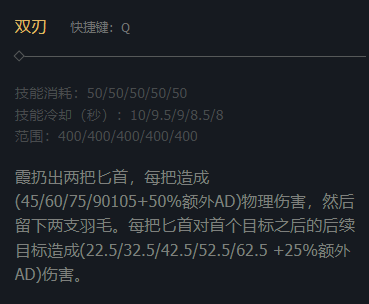 双刃 快捷键：Q
技能消耗：50/50/50/50/50
技能冷却（秒）：10/9.5/9/8.5/8
范围：400/400/400/400/400
霞扔出两把匕首，每把造成
(45/60/75/90105+50%额外AD)物理伤害，然后
留下两支羽毛。每把匕首对首个目标之后的后续
目标造成(22.5/32.5/42.5/52.5/62.5 +25%额外
AD)伤害。